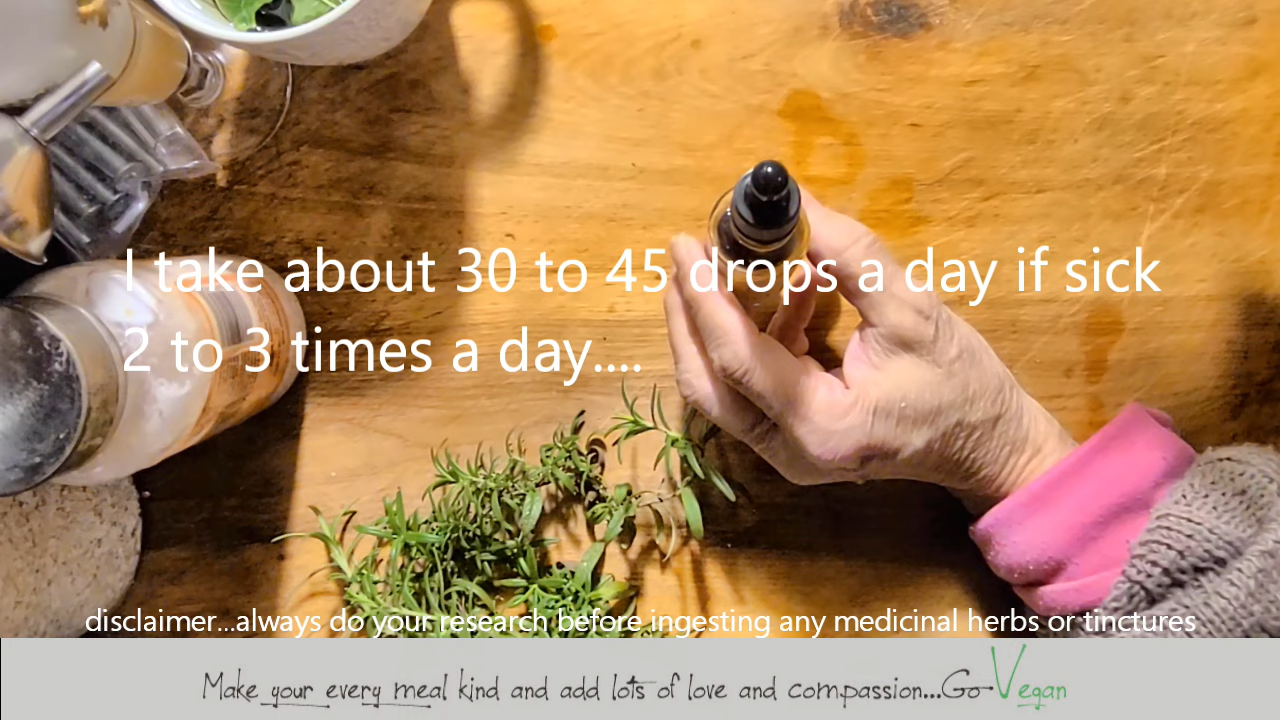 I take about 30 to 45 drops a day if sick
2 to 3 times a day....
disclaimer...always do your research before ingesting any medicinal herbs or tinctures
Make your every meal kind and add lots of love and compassion...Go Vegan